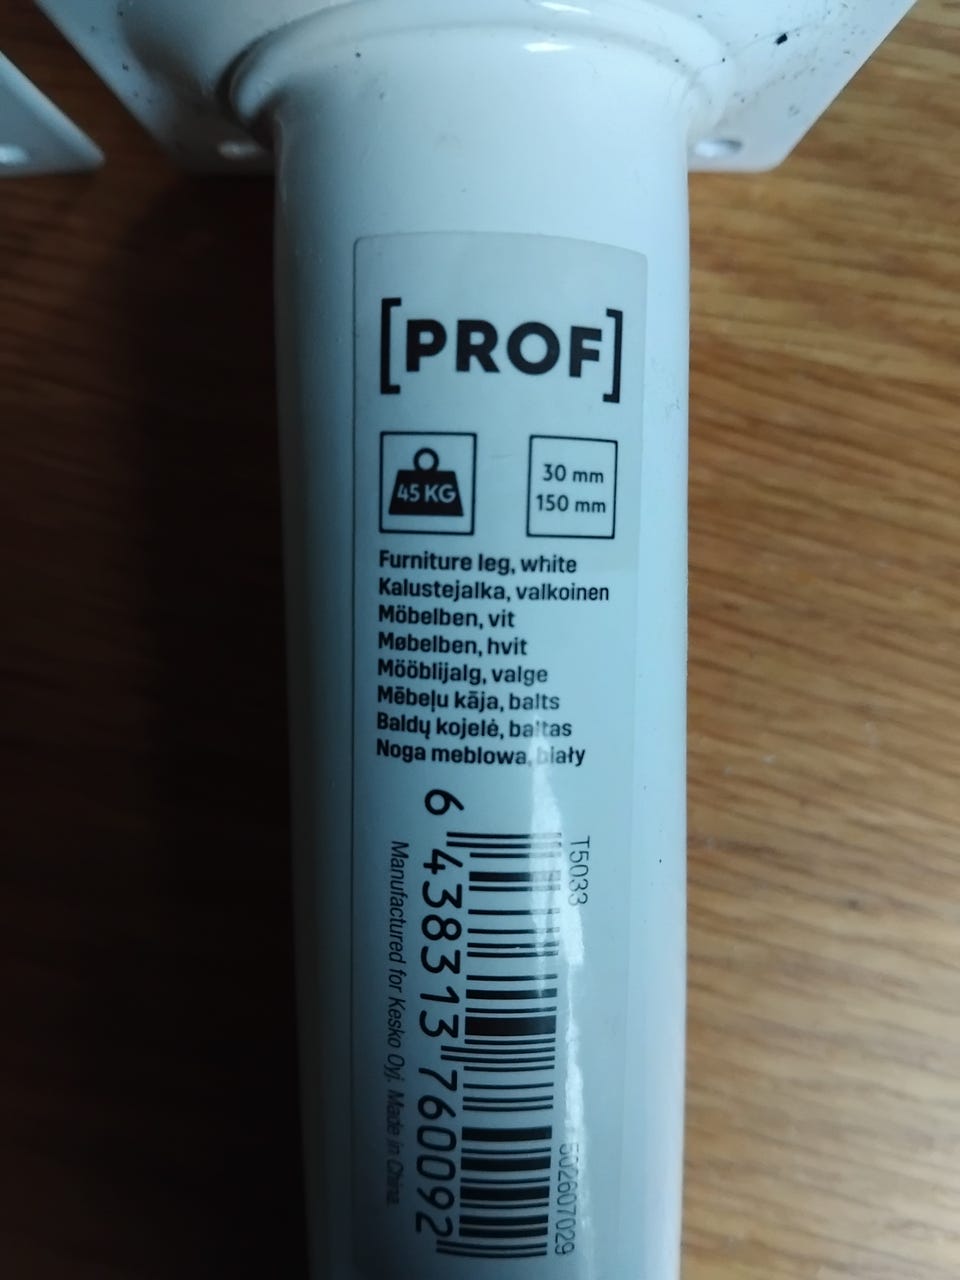 [PROF]
45 KG
30 mm
150 mm
Furniture leg, white
Kalustejalka, valkoinen
Möbelben, vit
Møbelben, hvit
Mööblijalg, valge
Mēbeļu kāja, balts
Baldų kojelė, baltas
Noga meblowa, biały
T5033
502607029
6 438313 760092
Manufactured for Kesko Oyj. Made in China.